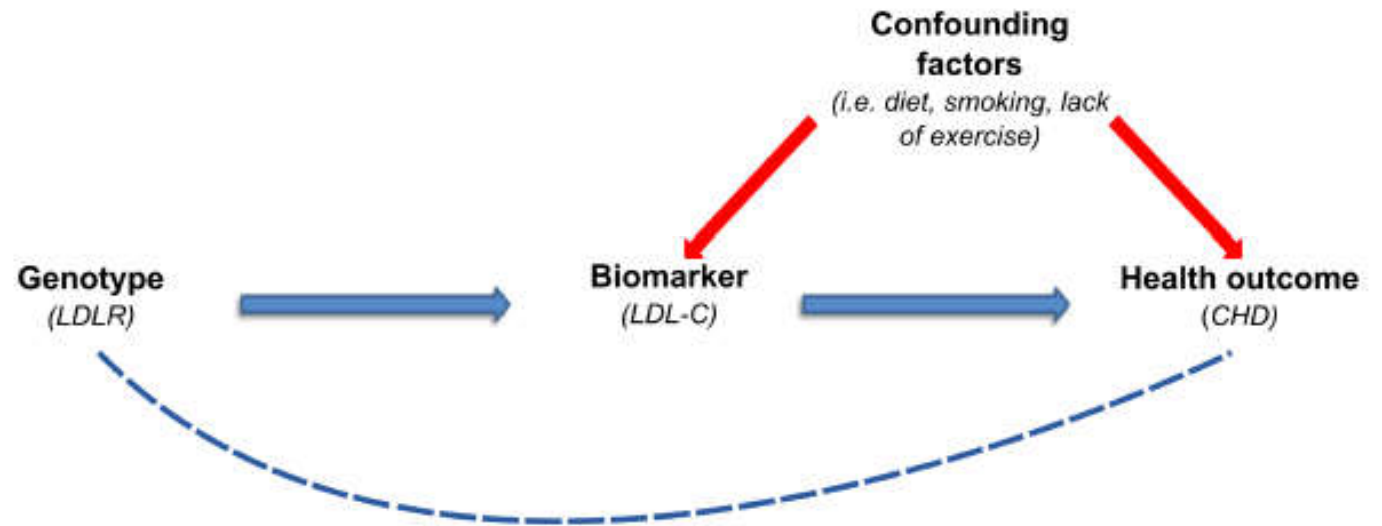 Confounding
factors
(i.e. diet, smoking, lack
of exercise)
Genotype
(LDLR)
Biomarker
(LDL-C)
Health outcome
(CHD)